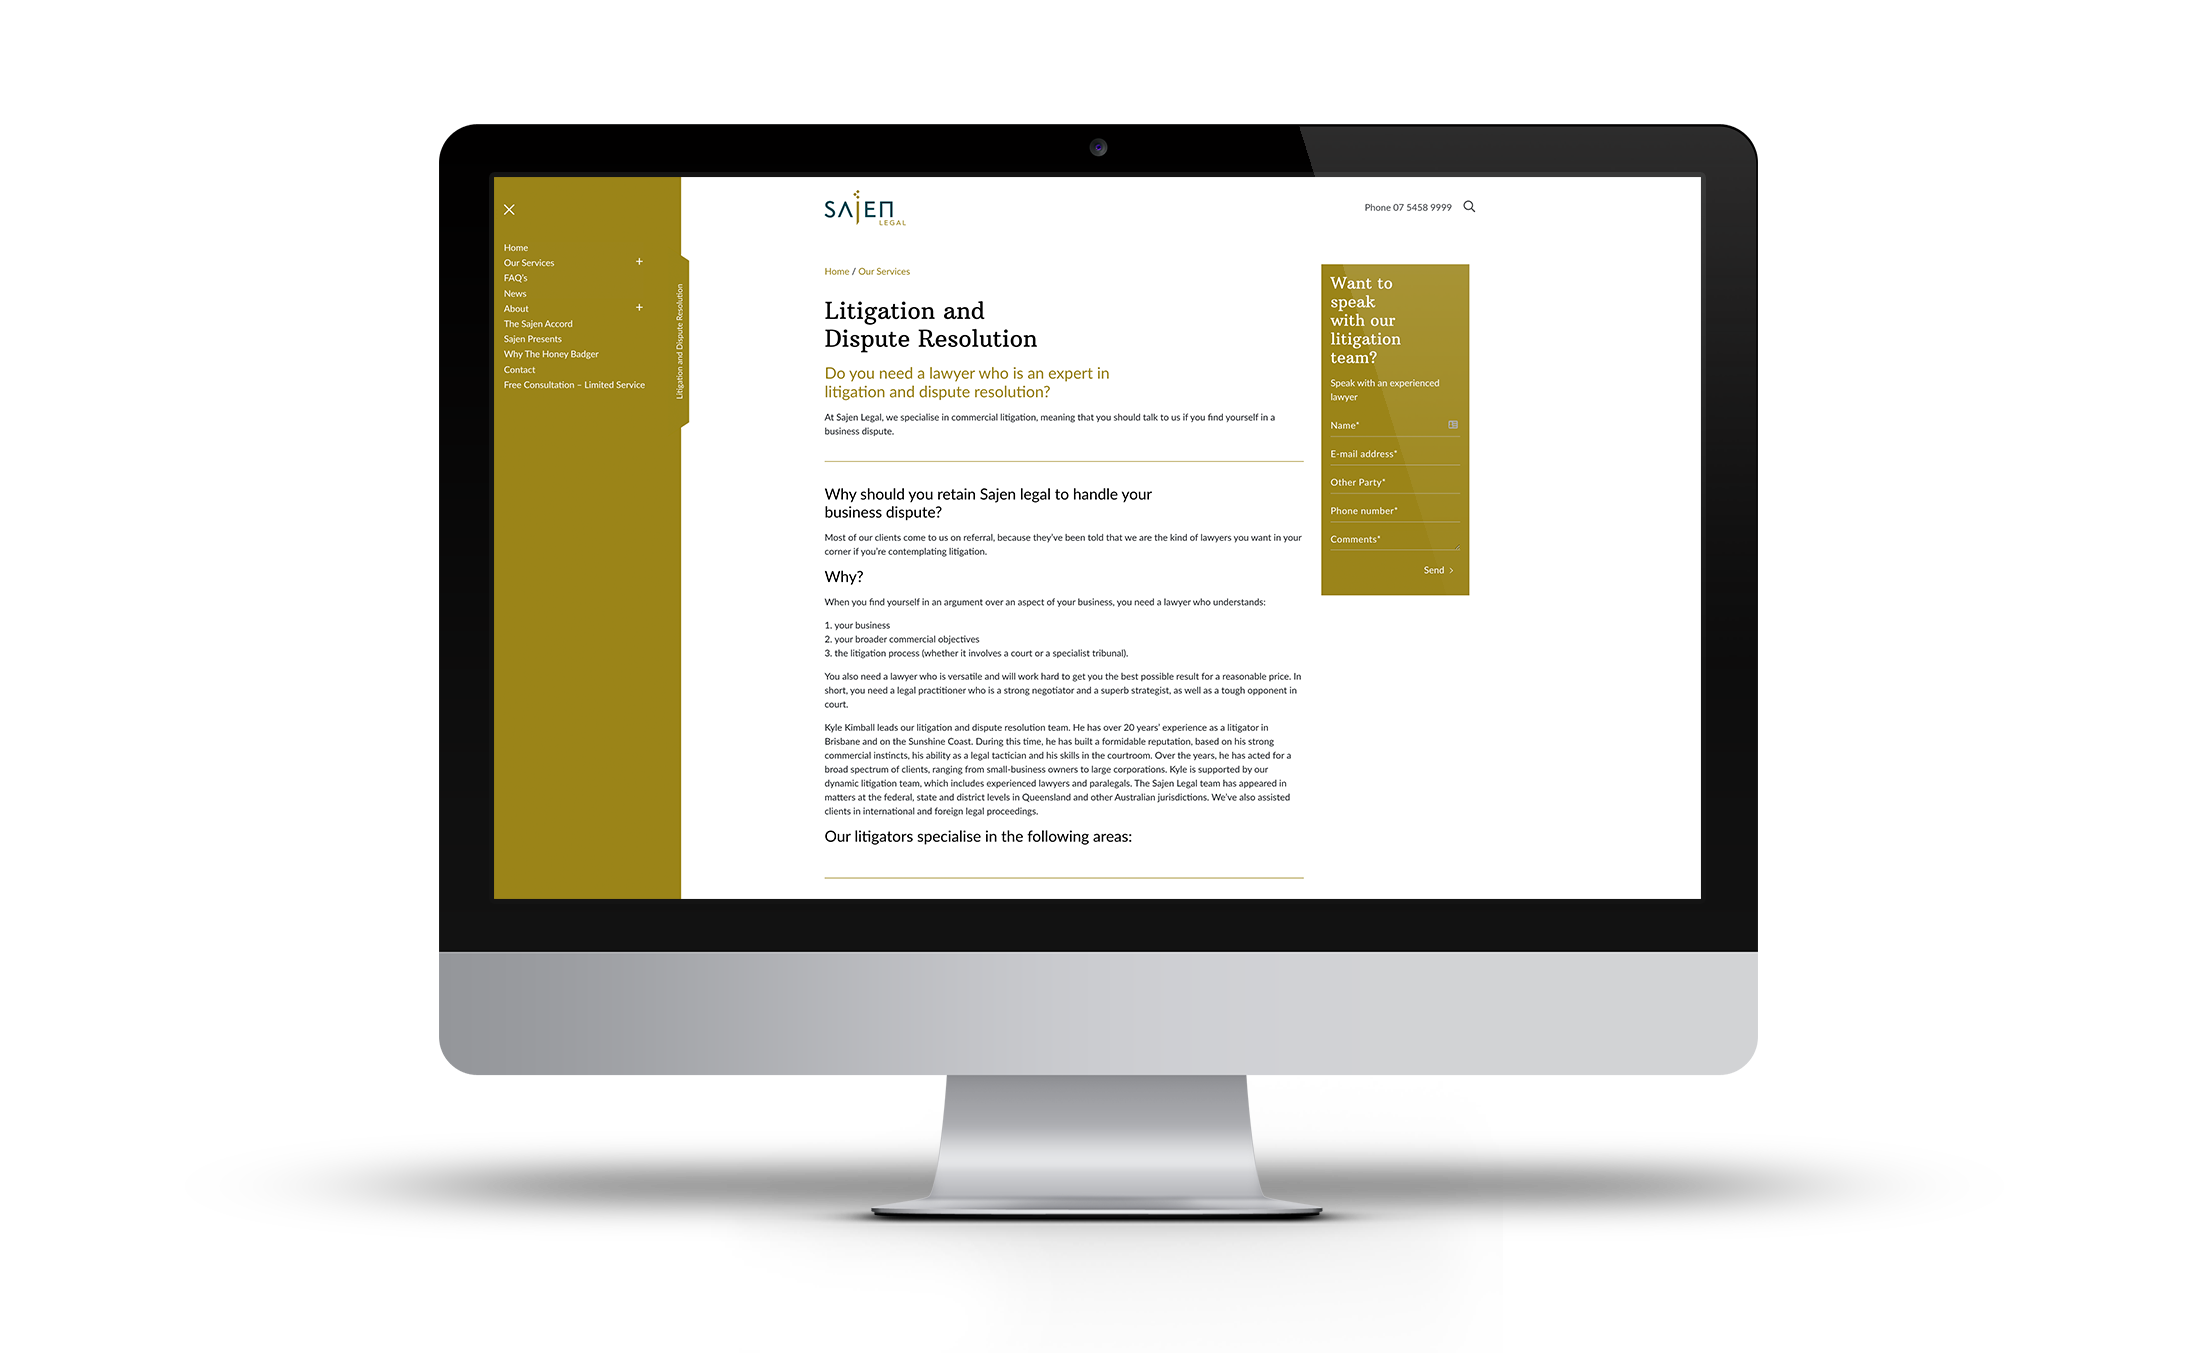 Home
Our Services +
FAQ's
News
About +
The Sajen Accord
Sajen Presents
Why The Honey Badger
Contact
Free Consultation – Limited Service
Litigation and Dispute Resolution
SAJEN
LEGAL
Phone 07 5458 9999
Home / Our Services
Litigation and
Dispute Resolution
Do you need a lawyer who is an expert in
litigation and dispute resolution?
At Sajen Legal, we specialise in commercial litigation, meaning that you should talk to us if you find yourself in a
business dispute.
Why should you retain Sajen legal to handle your
business dispute?
Most of our clients come to us on referral, because they've been told that we are the kind of lawyers you want in your
corner if you're contemplating litigation.
Why?
When you find yourself in an argument over an aspect of your business, you need a lawyer who understands:
1. your business
2. your broader commercial objectives
3. the litigation process (whether it involves a court or a specialist tribunal).
You also need a lawyer who is versatile and will work hard to get you the best possible result for a reasonable price. In
short, you need a legal practitioner who is a strong negotiator and a superb strategist, as well as a tough opponent in
court.
Kyle Kimball leads our litigation and dispute resolution team. He has over 20 years' experience as a litigator in
Brisbane and on the Sunshine Coast. During this time, he has built a formidable reputation, based on his strong
commercial instincts, his ability as a legal tactician and his skills in the courtroom. Over the years, he has acted for a
broad spectrum of clients, ranging from small-business owners to large corporations. Kyle is supported by our
dynamic litigation team, which includes experienced lawyers and paralegals. The Sajen Legal team has appeared in
matters at the federal, state and district levels in Queensland and other Australian jurisdictions. We've also assisted
clients in international and foreign legal proceedings.
Our litigators specialise in the following areas:
Want to
speak
with our
litigation
team?
Speak with an experienced
lawyer
Name*
E-mail address*
Other Party*
Phone number*
Comments*
Send >